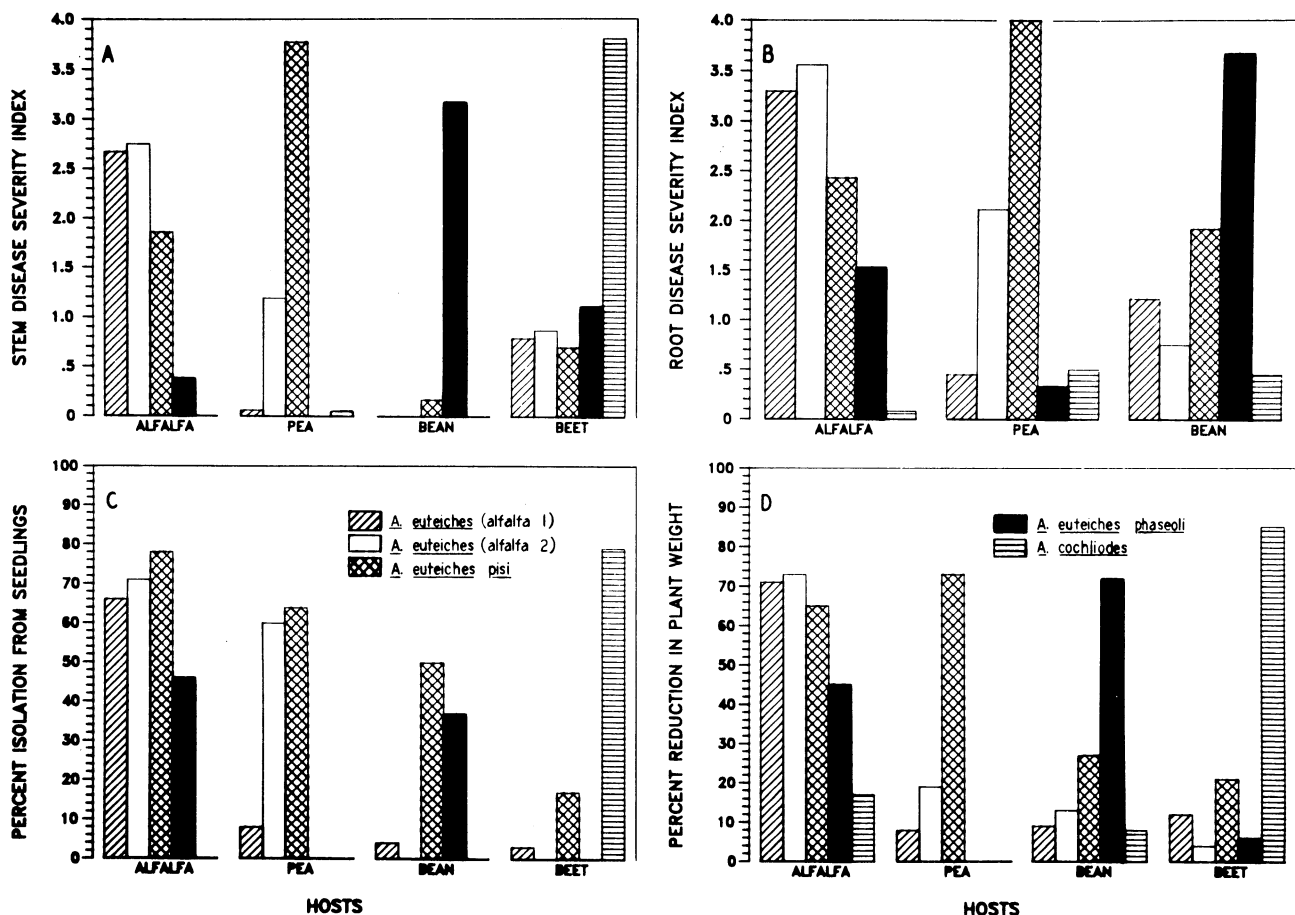 A
STEM DISEASE SEVERITY INDEX
4.0
3.5
3.0
2.5
2.0
1.5
1.0
.5
0
ALFALFA PEA BEAN BEET
B
ROOT DISEASE SEVERITY INDEX
4.0
3.5
3.0
2.5
2.0
1.5
1.0
.5
0
ALFALFA PEA BEAN
C
PERCENT ISOLATION FROM SEEDLINGS
100
90
80
70
60
50
40
30
20
10
0
A. euteiches (alfalfa 1)
A. euteiches (alfalfa 2)
A. euteiches pisi
ALFALFA PEA BEAN BEET
HOSTS
D
PERCENT REDUCTION IN PLANT WEIGHT
100
90
80
70
60
50
40
30
20
10
0
A. euteiches phaseoli
A. cochliodes
ALFALFA PEA BEAN BEET
HOSTS